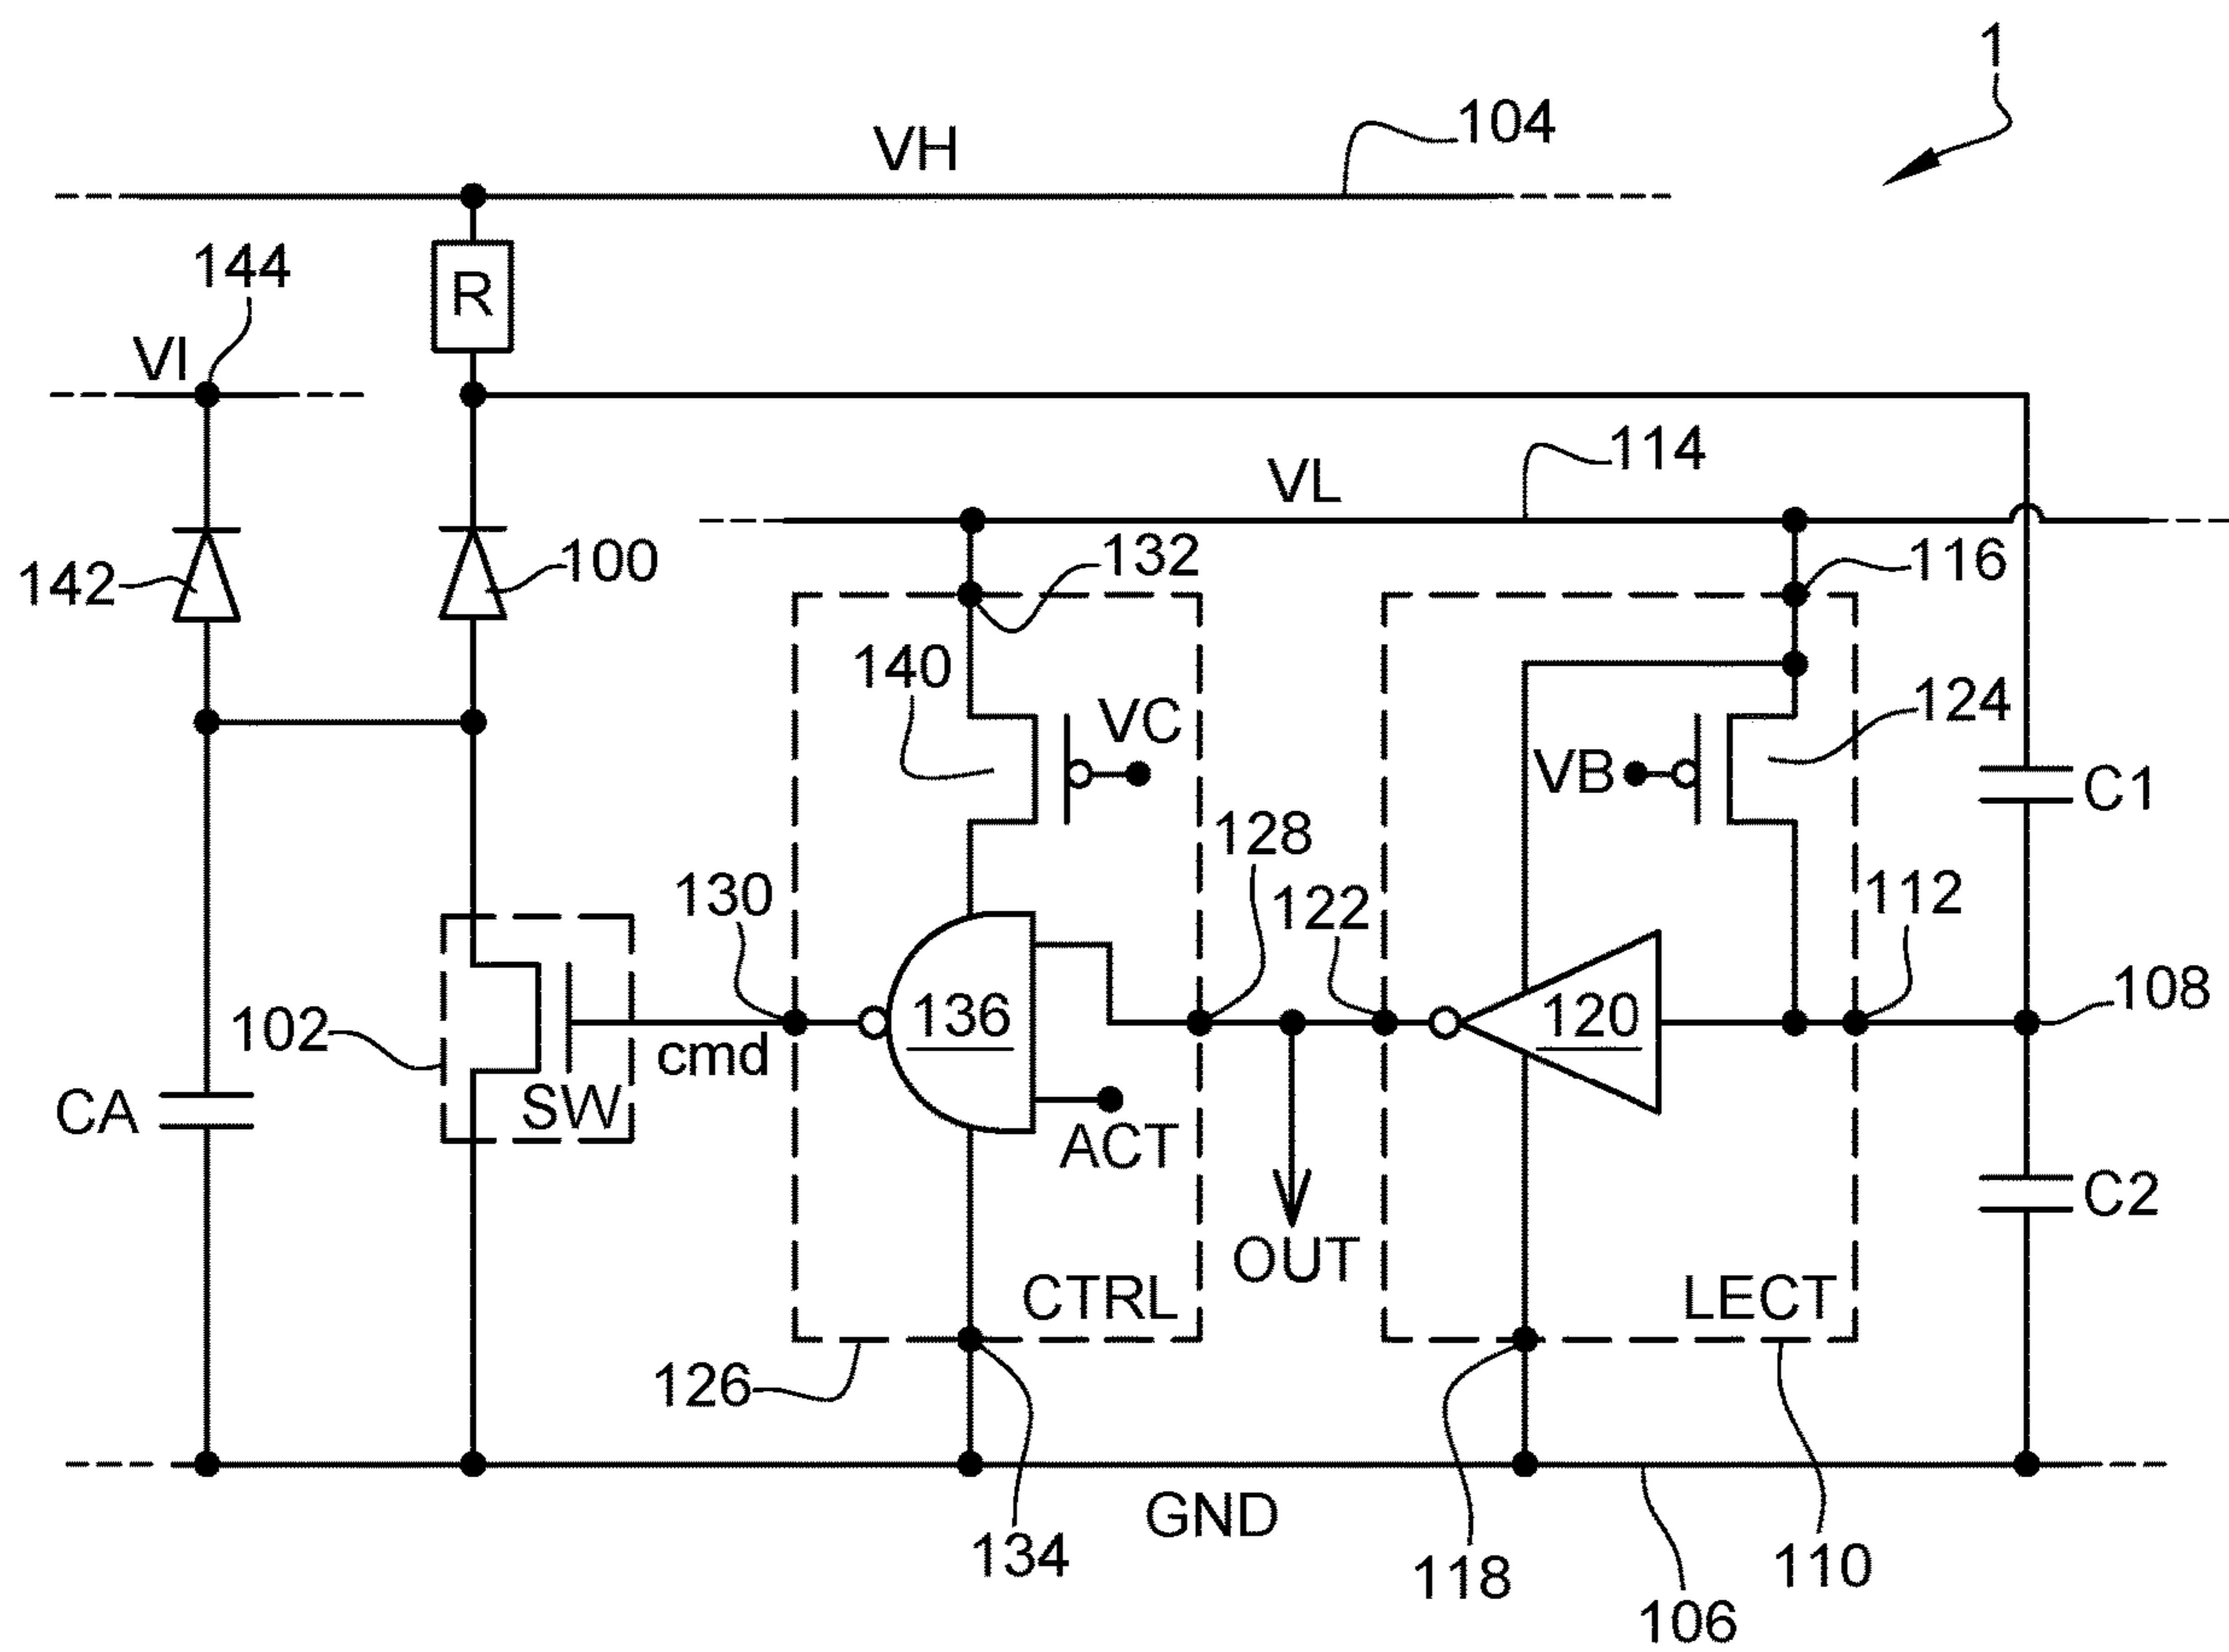 1
104
VH
144
R
VI
114
VL
142
100
132
116
140
VC
124
VB
C1
128
130
122
112
108
102
136
120
cmd
CA
SW
ACT
C2
OUT
CTRL
LECT
126
GND
134
118
110
106